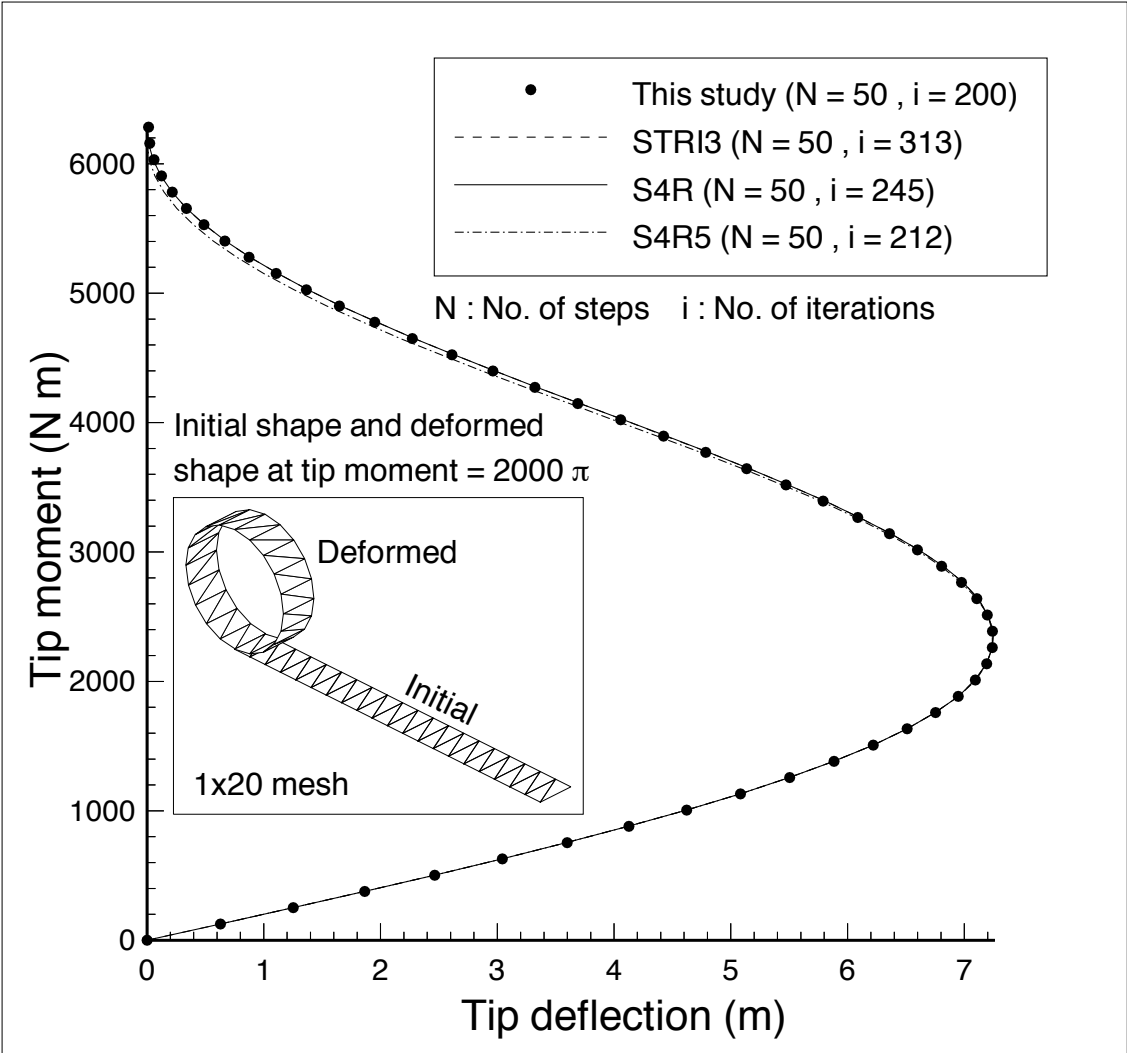 This study (N = 50 , i = 200)
STRI3 (N = 50 , i = 313)
S4R (N = 50 , i = 245)
S4R5 (N = 50 , i = 212)
N : No. of steps i : No. of iterations
Initial shape and deformed
shape at tip moment = 2000 π
Deformed
Initial
1x20 mesh
Tip moment (N m)
6000
5000
4000
3000
2000
1000
0
0 1 2 3 4 5 6 7
Tip deflection (m)